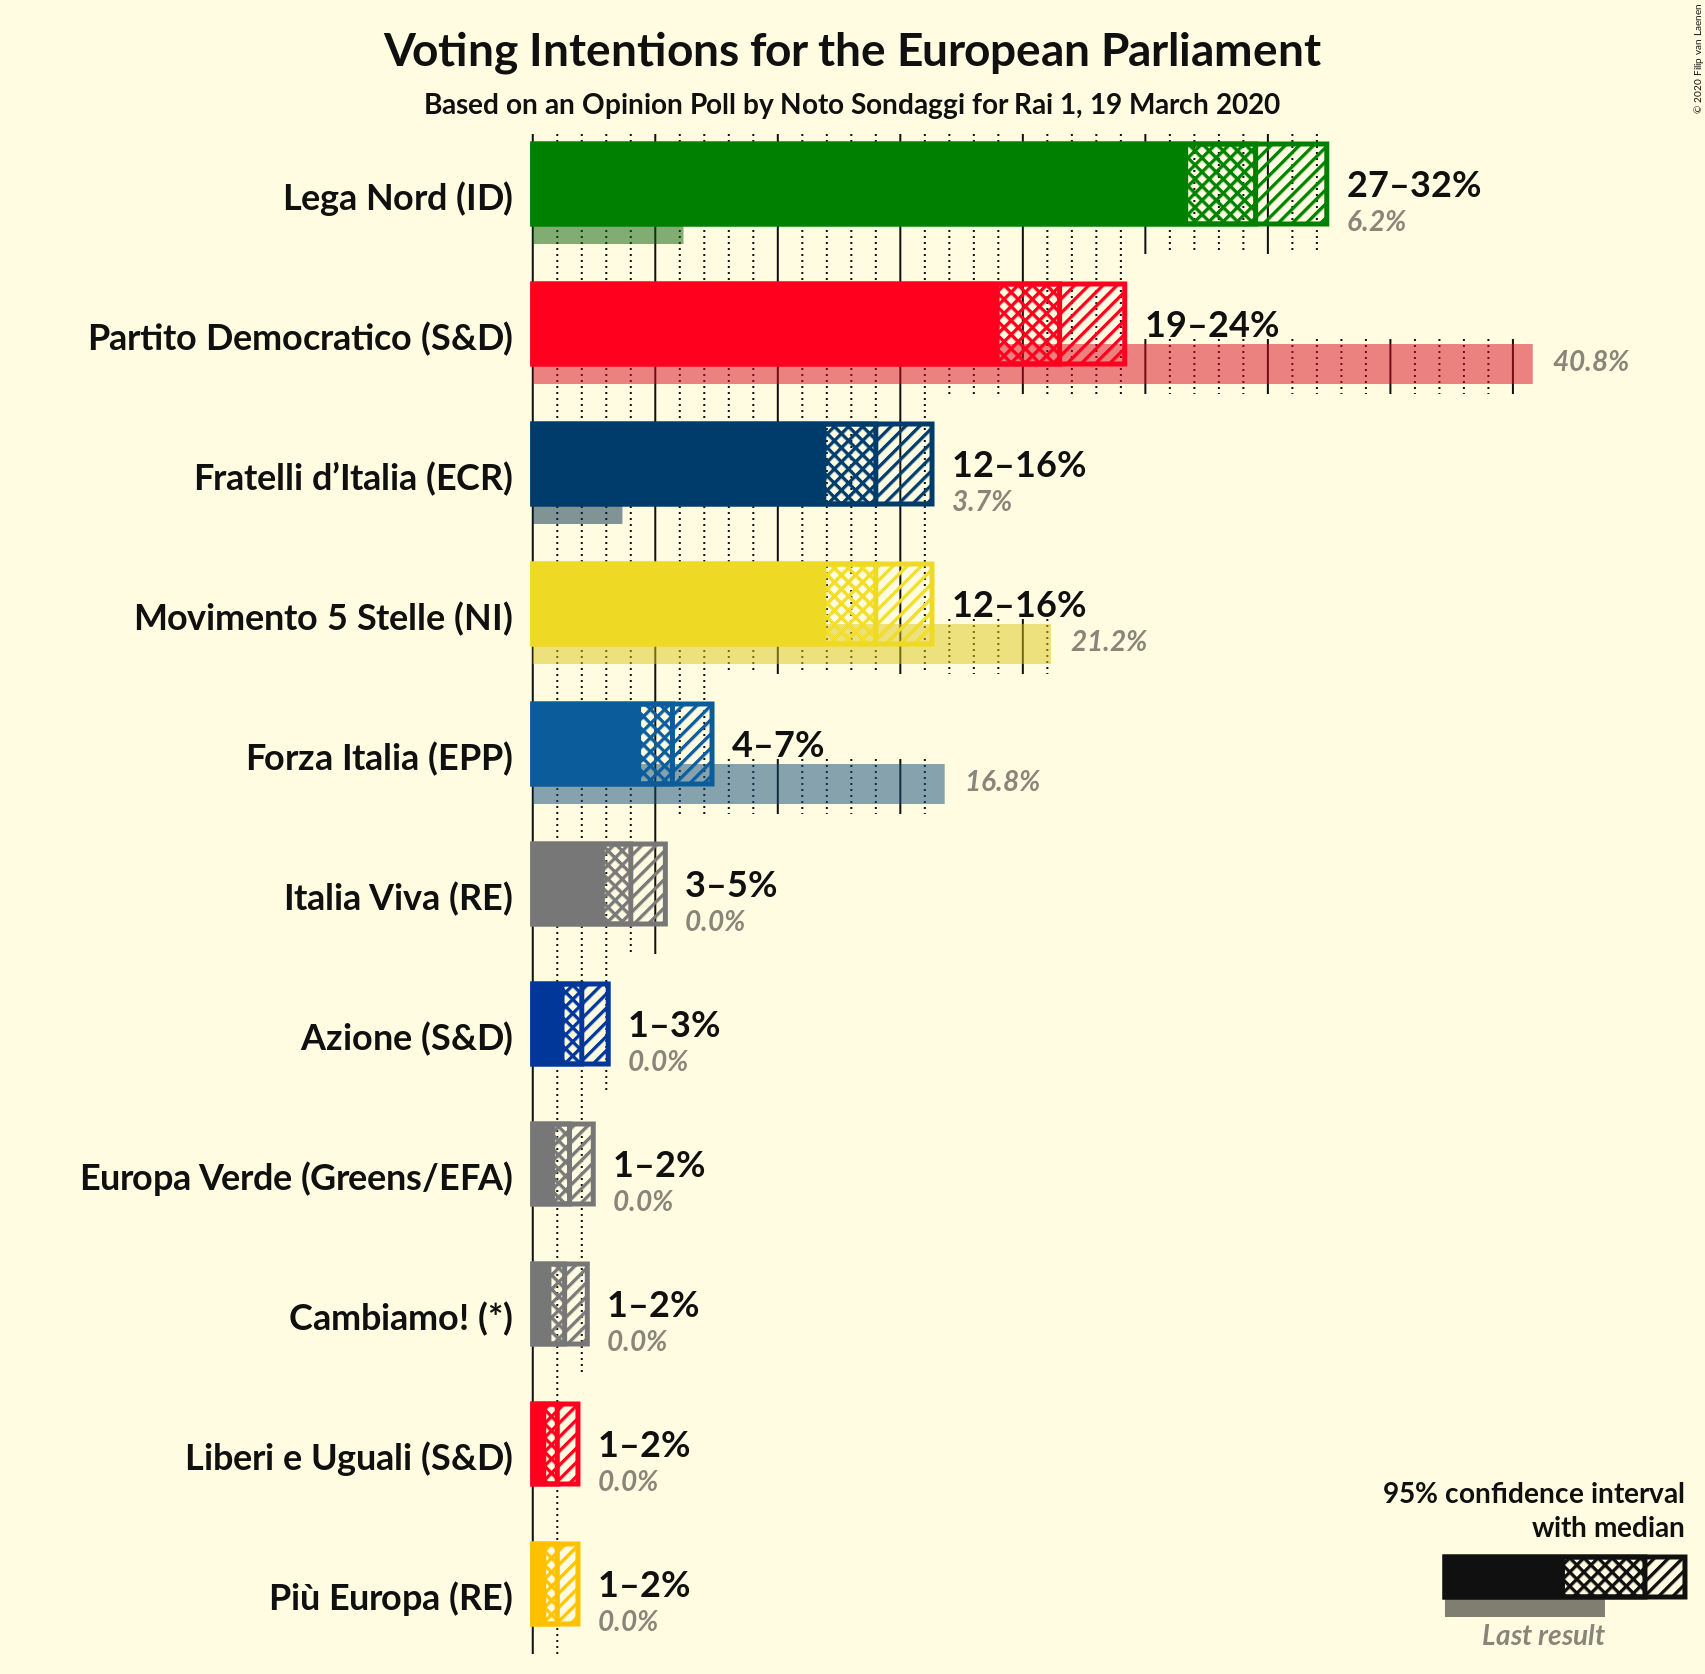 Voting Intentions for the European Parliament
Based on an Opinion Poll by Noto Sondaggi for Rai 1, 19 March 2020
© 2020 Filip van Laenen
Lega Nord (ID)
27–32%
6.2%
Partito Democratico (S&D)
19–24%
40.8%
Fratelli d’Italia (ECR)
12–16%
3.7%
Movimento 5 Stelle (NI)
12–16%
21.2%
Forza Italia (EPP)
4–7%
16.8%
Italia Viva (RE)
3–5%
0.0%
Azione (S&D)
1–3%
0.0%
Europa Verde (Greens/EFA)
1–2%
0.0%
Cambiamo! (*)
1–2%
0.0%
Liberi e Uguali (S&D)
1–2%
0.0%
Più Europa (RE)
1–2%
0.0%
95% confidence interval
with median
Last result